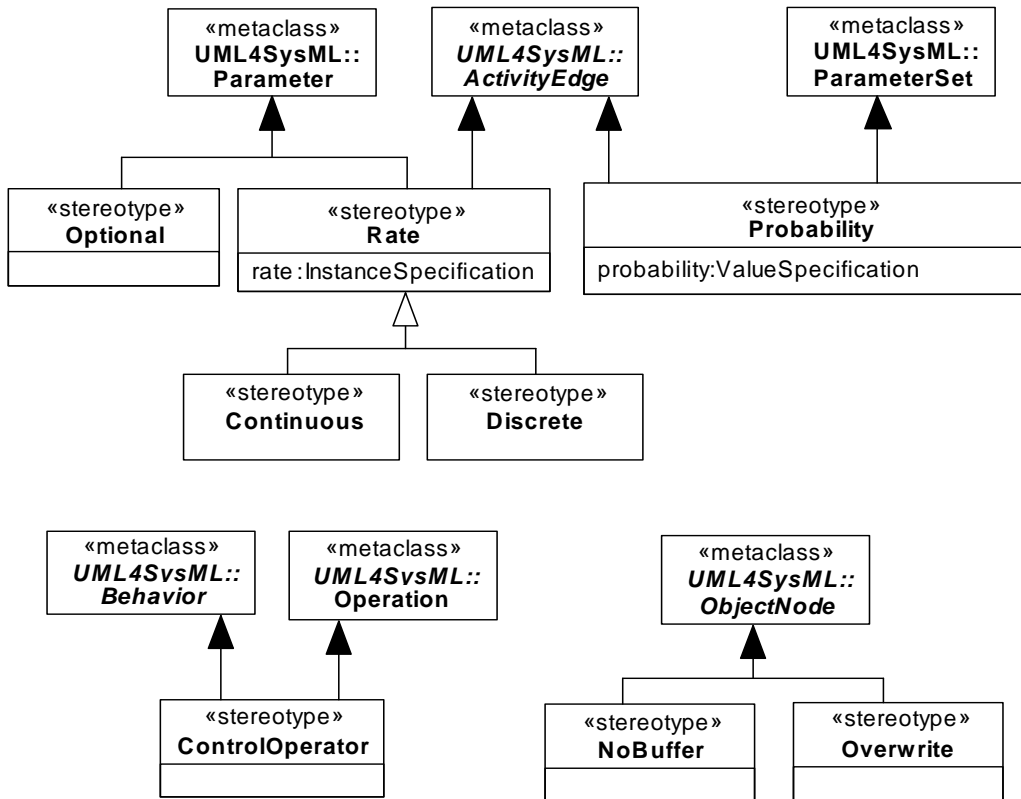 «metaclass»
UML4SysML::
Parameter
«metaclass»
UML4SysML::
ActivityEdge
«metaclass»
UML4SysML::
ParameterSet
«stereotype»
Optional
«stereotype»
Rate
rate:InstanceSpecification
«stereotype»
Probability
probability:ValueSpecification
«stereotype»
Continuous
«stereotype»
Discrete
«metaclass»
UML4SysML::
Behavior
«metaclass»
UML4SysML::
Operation
«metaclass»
UML4SysML::
ObjectNode
«stereotype»
ControlOperator
«stereotype»
NoBuffer
«stereotype»
Overwrite